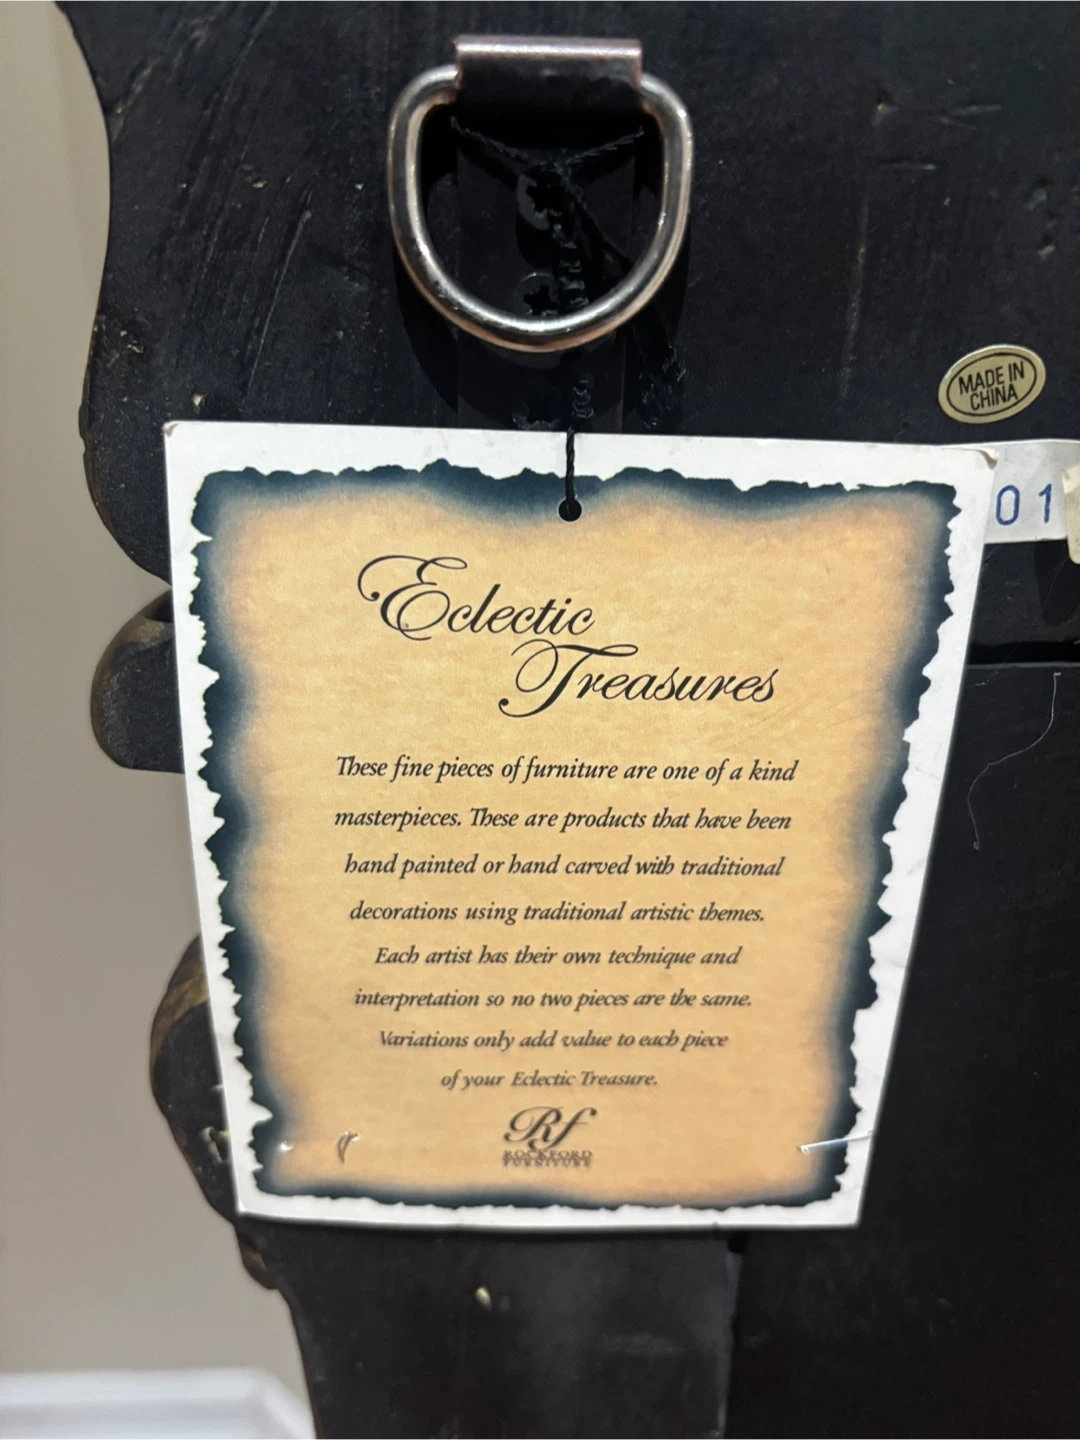 MADE IN
CHINA
01
Eclectic
Treasures
These fine pieces of furniture are one of a kind
masterpieces. These are products that have been
hand painted or hand carved with traditional
decorations using traditional artistic themes.
Each artist has their own technique and
interpretation so no two pieces are the same.
Variations only add value to each piece
of your Eclectic Treasure.
Rf
ROCKFORD
FURNITURE